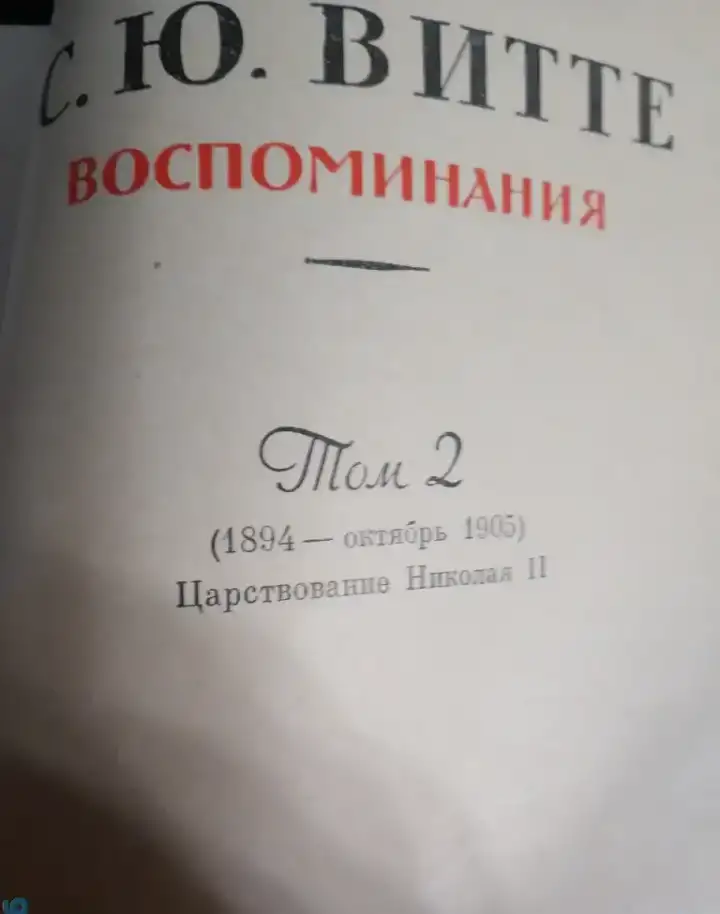 С. Ю. ВИТТЕ
ВОСПОМИНАНИЯ
Том 2
(1894 — октябрь 1905)
Царствование Николая II